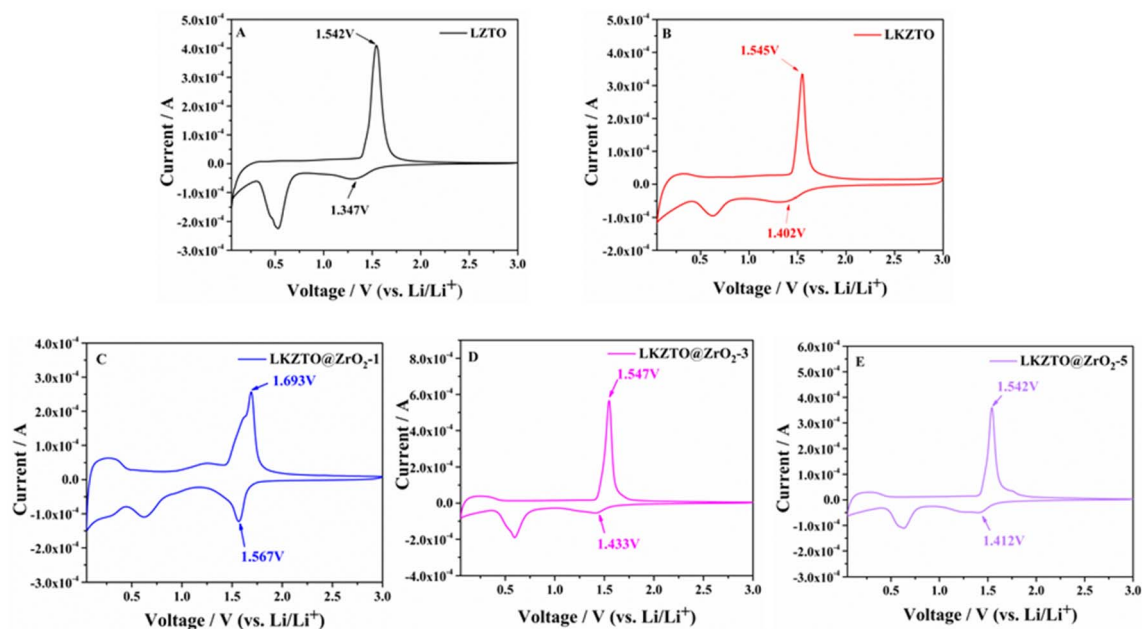 A
LZTO
1.542V
1.347V
5.0x10⁻⁴
4.0x10⁻⁴
3.0x10⁻⁴
2.0x10⁻⁴
1.0x10⁻⁴
0.0
-1.0x10⁻⁴
-2.0x10⁻⁴
-3.0x10⁻⁴
Current / A
0.5 1.0 1.5 2.0 2.5 3.0
Voltage / V (vs. Li/Li⁺)
B
LKZTO
1.545V
1.402V
5.0x10⁻⁴
4.0x10⁻⁴
3.0x10⁻⁴
2.0x10⁻⁴
1.0x10⁻⁴
0.0
-1.0x10⁻⁴
-2.0x10⁻⁴
Current / A
0.5 1.0 1.5 2.0 2.5 3.0
Voltage / V (vs. Li/Li⁺)
C
LKZTO@ZrO₂-1
1.693V
1.567V
4.0x10⁻⁴
3.0x10⁻⁴
2.0x10⁻⁴
1.0x10⁻⁴
0.0
-1.0x10⁻⁴
-2.0x10⁻⁴
-3.0x10⁻⁴
Current / A
0.5 1.0 1.5 2.0 2.5 3.0
Voltage / V (vs. Li/Li⁺)
D
LKZTO@ZrO₂-3
1.547V
1.433V
8.0x10⁻⁴
6.0x10⁻⁴
4.0x10⁻⁴
2.0x10⁻⁴
0.0
-2.0x10⁻⁴
-4.0x10⁻⁴
Current / A
0.5 1.0 1.5 2.0 2.5 3.0
Voltage / V (vs. Li/Li⁺)
E
LKZTO@ZrO₂-5
1.542V
1.412V
6.0x10⁻⁴
5.0x10⁻⁴
4.0x10⁻⁴
3.0x10⁻⁴
2.0x10⁻⁴
1.0x10⁻⁴
0.0
-1.0x10⁻⁴
-2.0x10⁻⁴
-3.0x10⁻⁴
Current / A
0.5 1.0 1.5 2.0 2.5 3.0
Voltage / V (vs. Li/Li⁺)